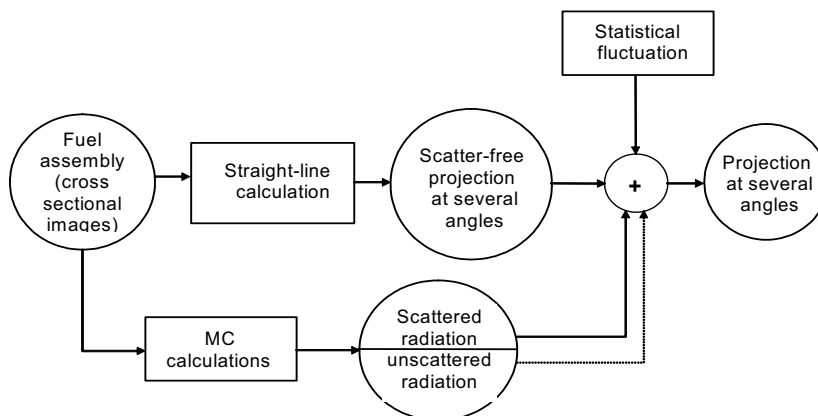 Statistical
fluctuation
Fuel
assembly
(cross
sectional
images)
Straight-line
calculation
Scatter-free
projection
at several
angles
+
Projection
at several
angles
MC
calculations
Scattered
radiation
unscattered
radiation